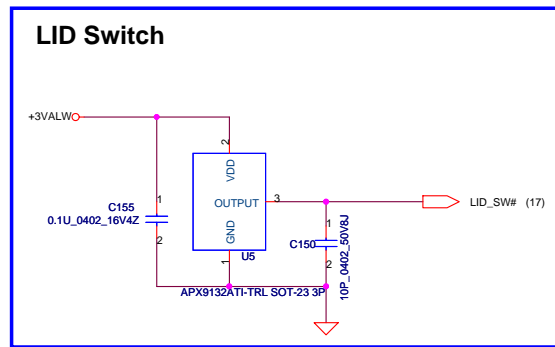 LID Switch
+3VALW
2
VDD
1
C155
0.1U_0402_16V4Z
2
OUTPUT
3
LID_SW# (17)
GND
U5
1
1
C150
2
10P_0402_50V8J
APX9132ATI-TRL SOT-23 3P